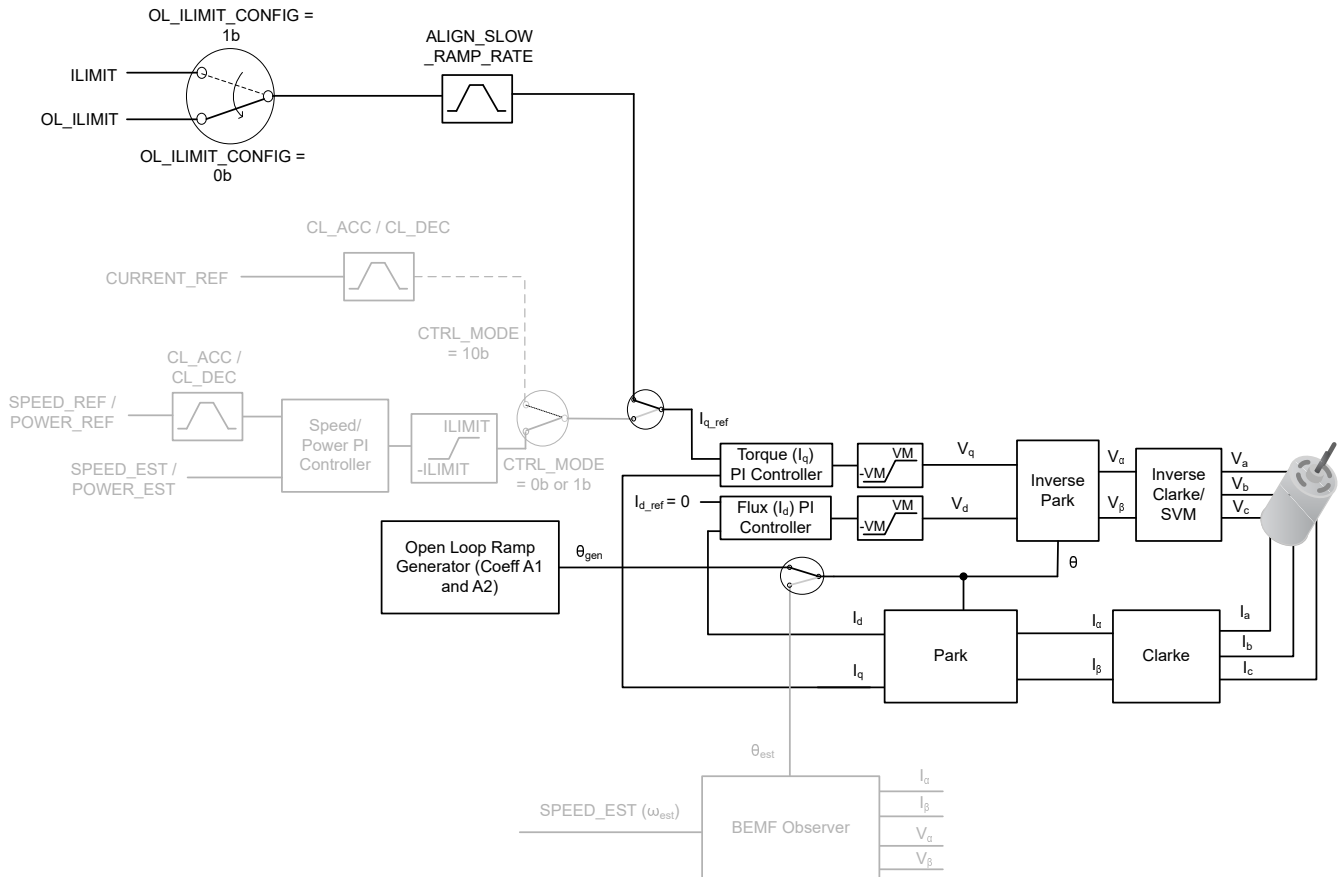 OL_ILIMIT_CONFIG =
1b
ILIMIT
OL_ILIMIT
OL_ILIMIT_CONFIG =
0b
ALIGN_SLOW
_RAMP_RATE
CL_ACC / CL_DEC
CURRENT_REF
CTRL_MODE
= 10b
CL_ACC /
CL_DEC
SPEED_REF /
POWER_REF
SPEED_EST /
POWER_EST
Speed/
Power PI
Controller
ILIMIT
-ILIMIT
CTRL_MODE
= 0b or 1b
Iq_ref
Torque (Iq)
PI Controller
VM
-VM
Vq
Id_ref = 0
Flux (Id) PI
Controller
VM
-VM
Vd
Inverse
Park
Vα
Vβ
Inverse
Clarke/
SVM
Va
Vb
Vc
Open Loop Ramp
Generator (Coeff A1
and A2)
θgen
θ
Id
Iq
Park
Iα
Iβ
Clarke
Ia
Ib
Ic
θest
SPEED_EST (ωest)
BEMF Observer
Iα
Iβ
Vα
Vβ